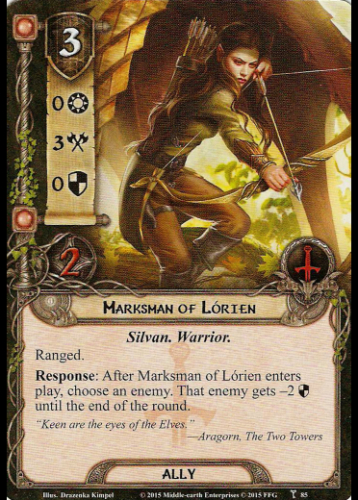 3
0
3
0
2
Marksman of Lórien
Silvan. Warrior.
Ranged.
Response: After Marksman of Lórien enters
play, choose an enemy. That enemy gets –2
until the end of the round.
“Keen are the eyes of the Elves.”
—Aragorn, The Two Towers
ALLY
Illus. Drazenka Kimpel © 2015 Middle-earth Enterprises © 2015 FFG 85